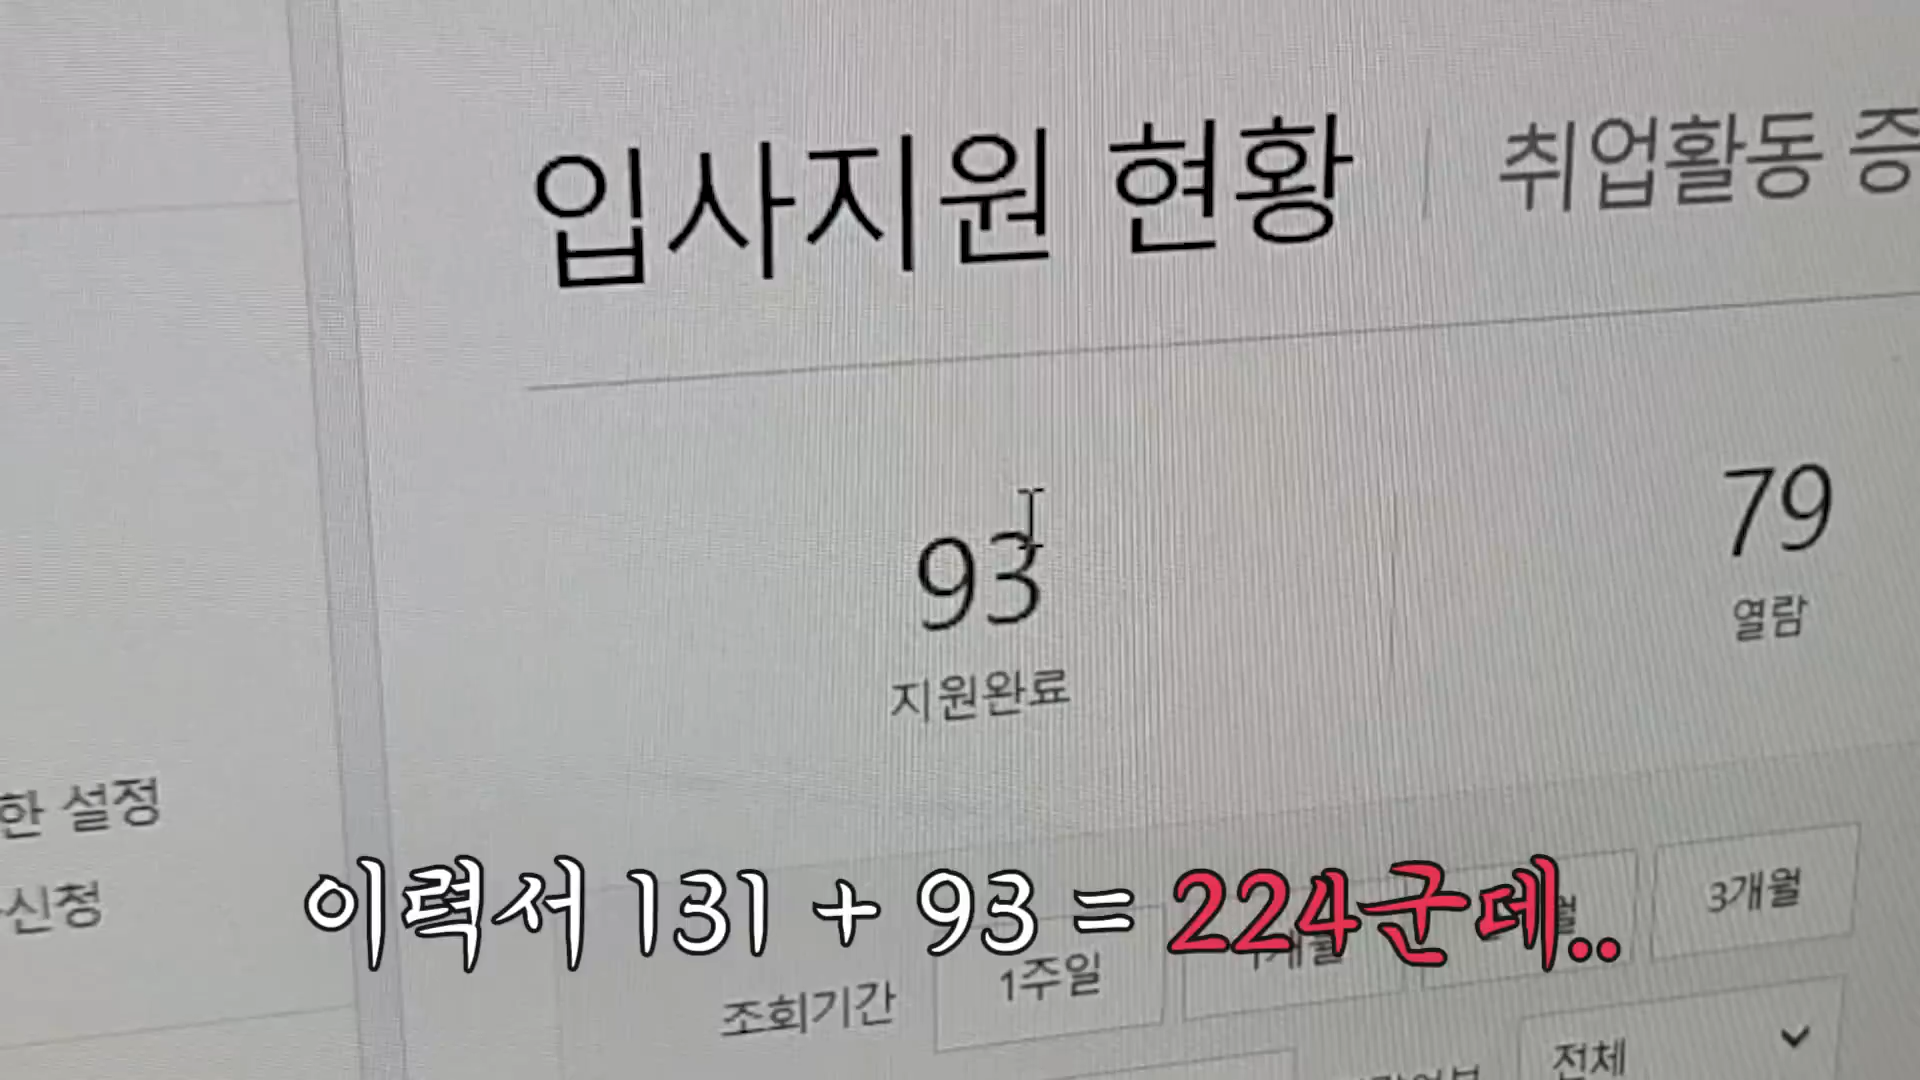 입사지원 현황
취업활동 증
93
지원완료
79
열람
한 설정
신청
이력서 131 + 93 = 224군데..
조회기간
1주일
3개월
전체